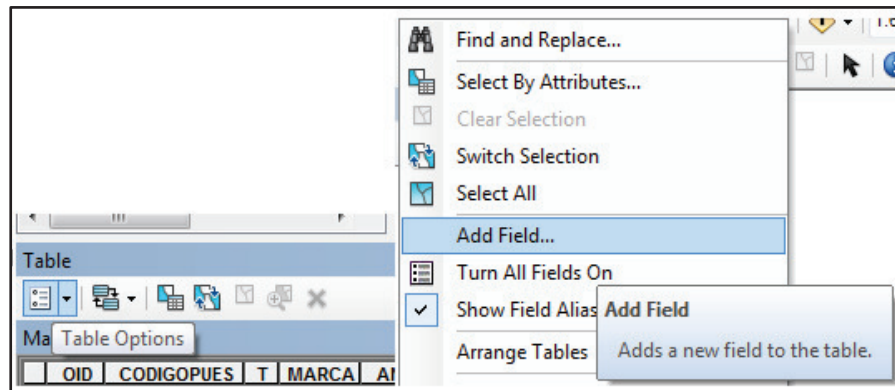 Find and Replace...
Select By Attributes...
Clear Selection
Switch Selection
Select All
Add Field...
Turn All Fields On
Show Field Alias
Arrange Tables
Add Field
Adds a new field to the table.
Table
Table Options
OID CODIGOPUES T MARCA